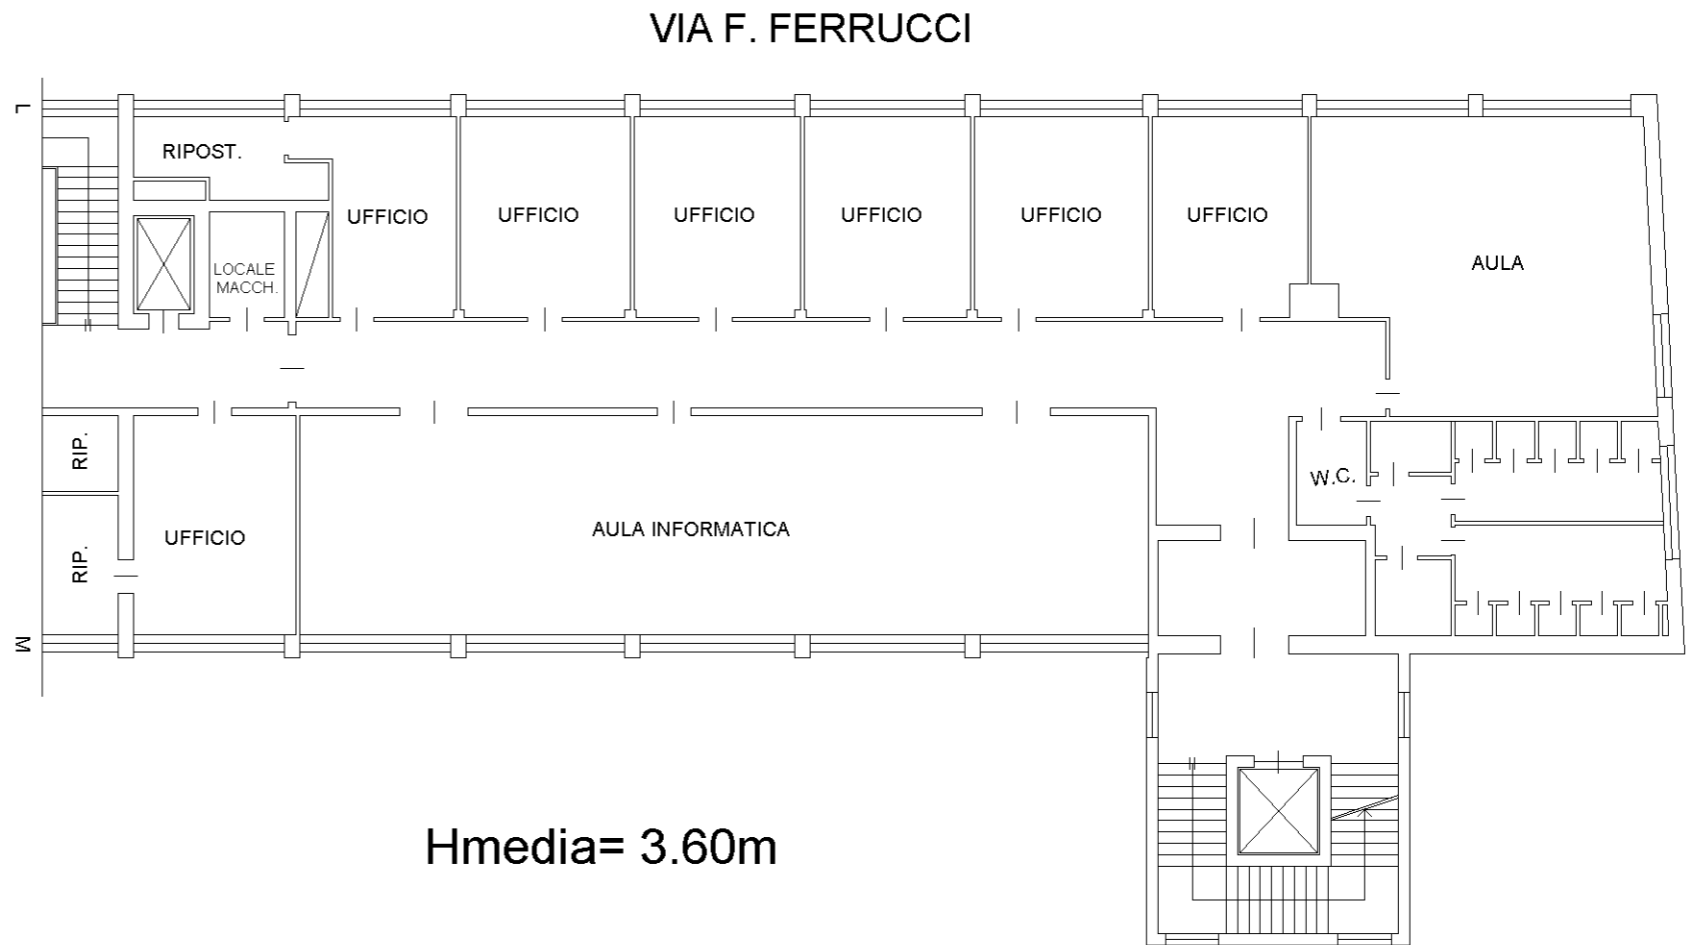 VIA F. FERRUCCI
L
RIPOST.
UFFICIO
UFFICIO
UFFICIO
UFFICIO
UFFICIO
UFFICIO
AULA
LOCALE
MACCH.
RIP.
W.C.
RIP.
UFFICIO
AULA INFORMATICA
M
Hmedia= 3.60m